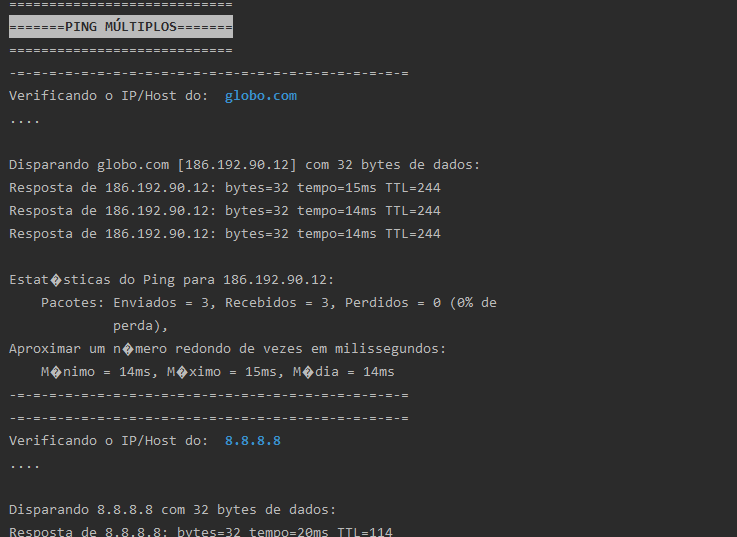 ============================
=======PING MÚLTIPLOS=======
============================
-=-=-=-=-=-=-=-=-=-=-=-=-=-=-=-=-=-=-=-=-=-=-=-=-=
Verificando o IP/Host do:  globo.com
....
Disparando globo.com [186.192.90.12] com 32 bytes de dados:
Resposta de 186.192.90.12: bytes=32 tempo=15ms TTL=244
Resposta de 186.192.90.12: bytes=32 tempo=14ms TTL=244
Resposta de 186.192.90.12: bytes=32 tempo=14ms TTL=244
Estat�sticas do Ping para 186.192.90.12:
    Pacotes: Enviados = 3, Recebidos = 3, Perdidos = 0 (0% de
             perda),
Aproximar um n�mero redondo de vezes em milissegundos:
    M�nimo = 14ms, M�ximo = 15ms, M�dia = 14ms
-=-=-=-=-=-=-=-=-=-=-=-=-=-=-=-=-=-=-=-=-=-=-=-=-=
-=-=-=-=-=-=-=-=-=-=-=-=-=-=-=-=-=-=-=-=-=-=-=-=-=
Verificando o IP/Host do:  8.8.8.8
....
Disparando 8.8.8.8 com 32 bytes de dados:
Resposta de 8.8.8.8: bytes=32 tempo=20ms TTL=114